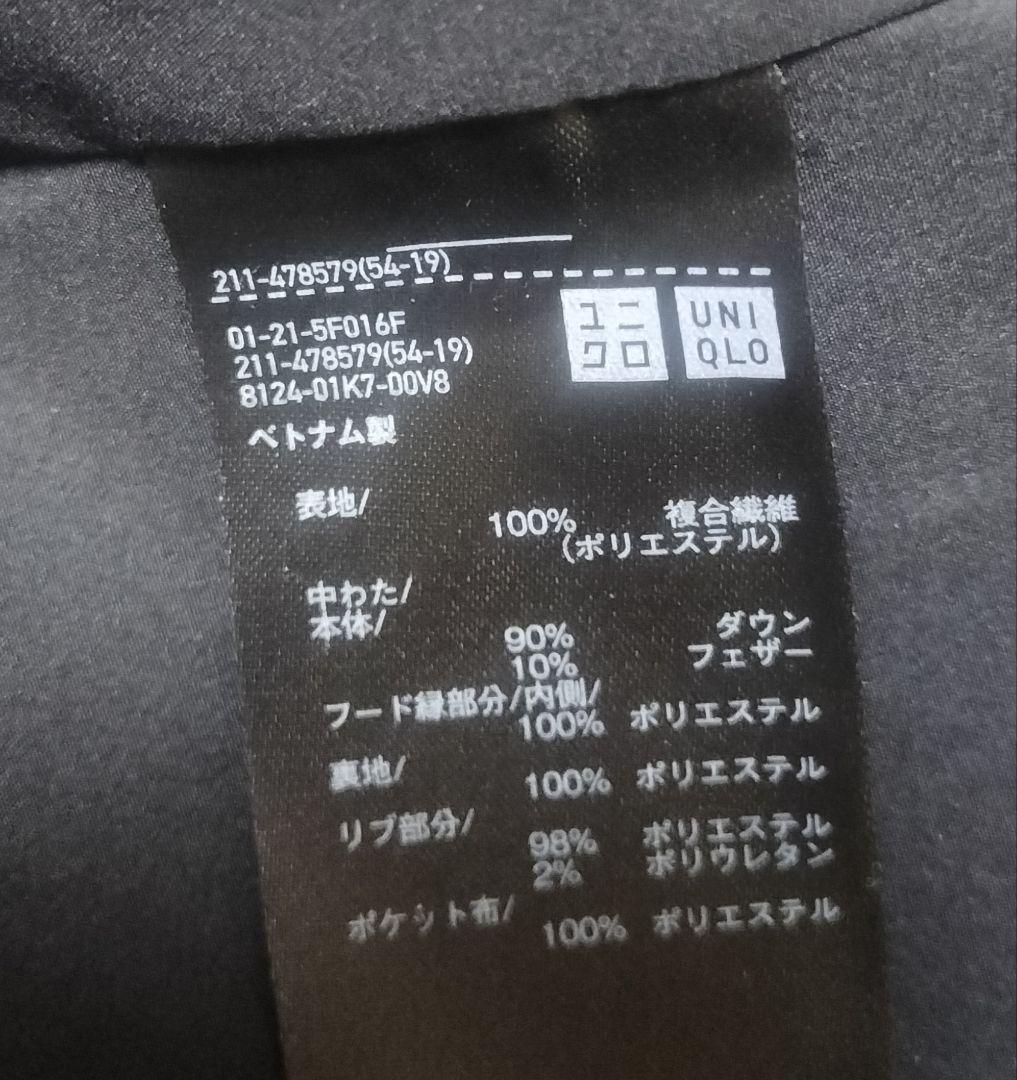 211-478579(54-19)
ユニクロ
UNIQLO
01-21-5F016F
211-478579(54-19)
8124-01K7-00V8
ベトナム製
表地/
100% 複合繊維
(ポリエステル)
中わた/
本体/
90% ダウン
10% フェザー
フード縁部分/内側/
100% ポリエステル
裏地/
100% ポリエステル
リブ部分/
98% ポリエステル
2% ポリウレタン
ポケット布/
100% ポリエステル